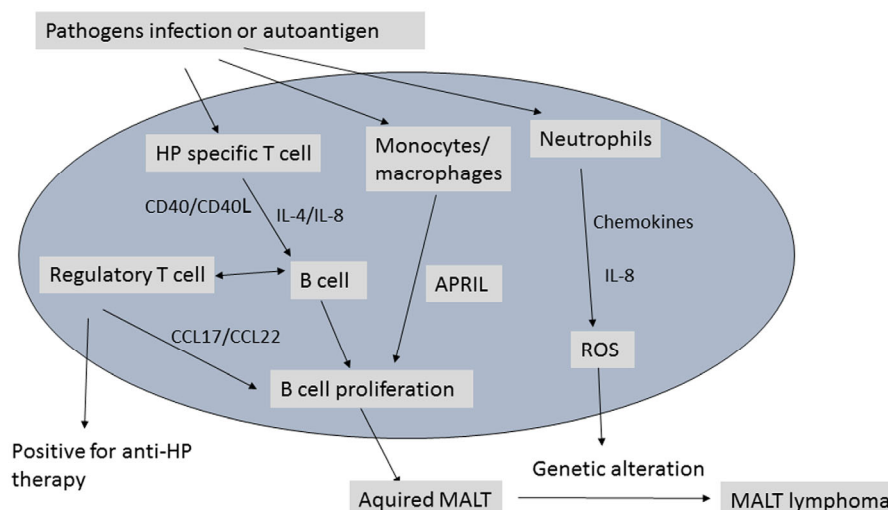 Pathogens infection or autoantigen
HP specific T cell
Monocytes/
macrophages
Neutrophils
CD40/CD40L
IL-4/IL-8
Chemokines
Regulatory T cell
B cell
APRIL
IL-8
CCL17/CCL22
ROS
B cell proliferation
Positive for anti-HP
therapy
Genetic alteration
Aquired MALT
MALT lymphoma